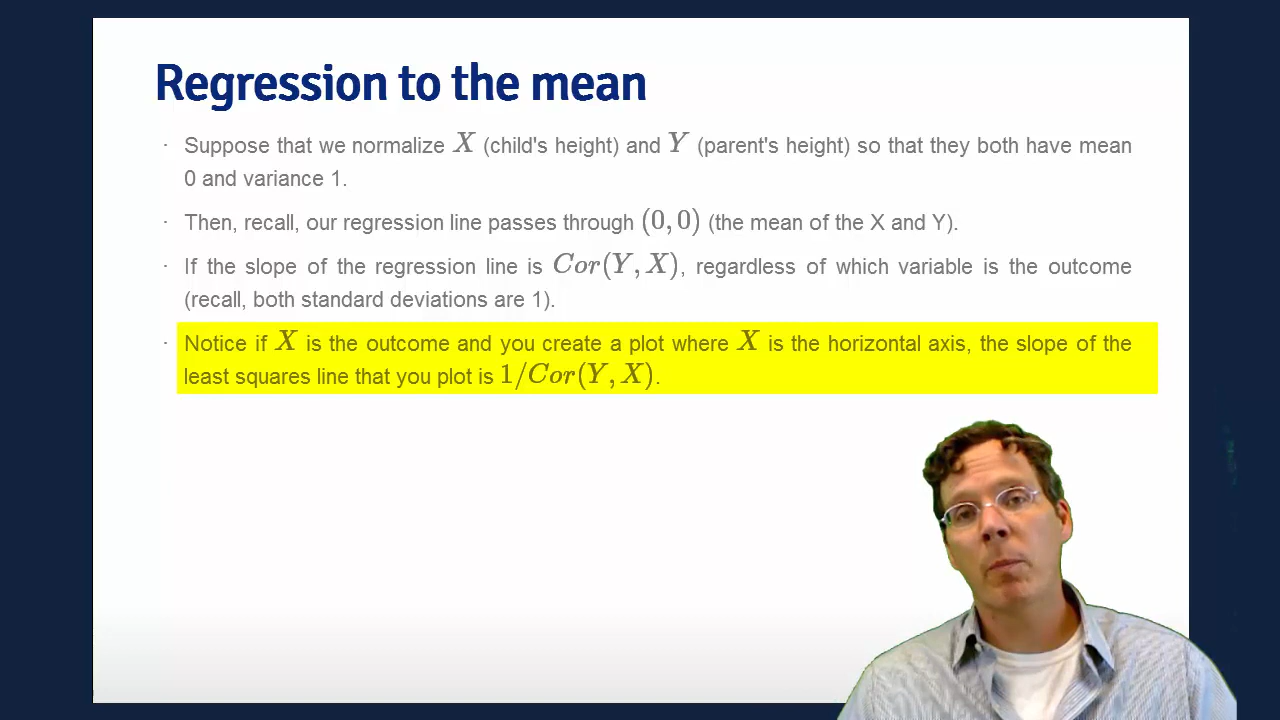 Regression to the mean
· Suppose that we normalize X (child's height) and Y (parent's height) so that they both have mean
0 and variance 1.
· Then, recall, our regression line passes through (0, 0) (the mean of the X and Y).
· If the slope of the regression line is Cor(Y, X), regardless of which variable is the outcome
(recall, both standard deviations are 1).
· Notice if X is the outcome and you create a plot where X is the horizontal axis, the slope of the
least squares line that you plot is 1/Cor(Y, X).